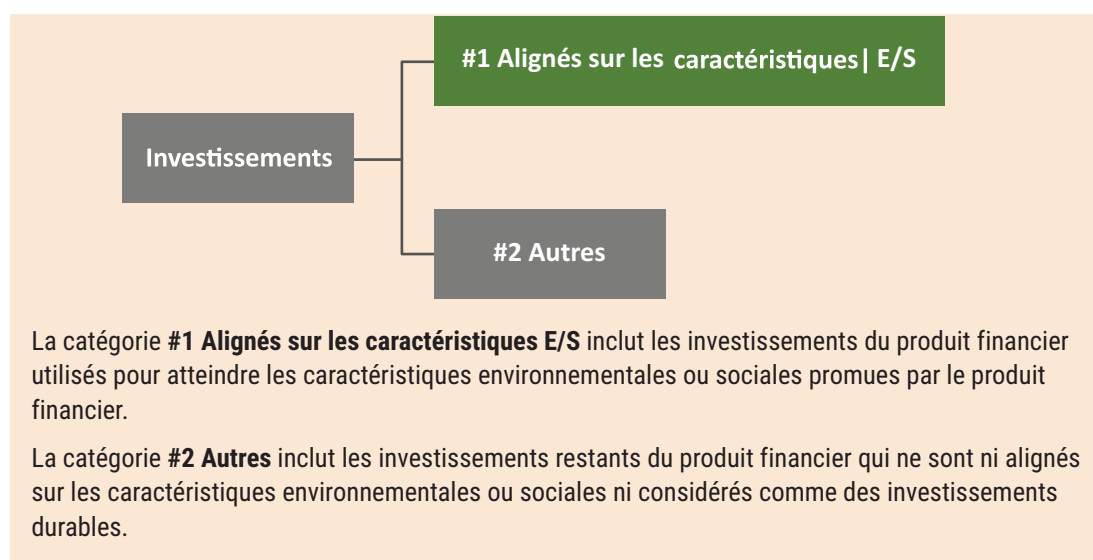 #1 Alignés sur les caractéristiques| E/S
Investissements
#2 Autres
La catégorie #1 Alignés sur les caractéristiques E/S inclut les investissements du produit financier
utilisés pour atteindre les caractéristiques environnementales ou sociales promues par le produit
financier.
La catégorie #2 Autres inclut les investissements restants du produit financier qui ne sont ni alignés
sur les caractéristiques environnementales ou sociales ni considérés comme des investissements
durables.